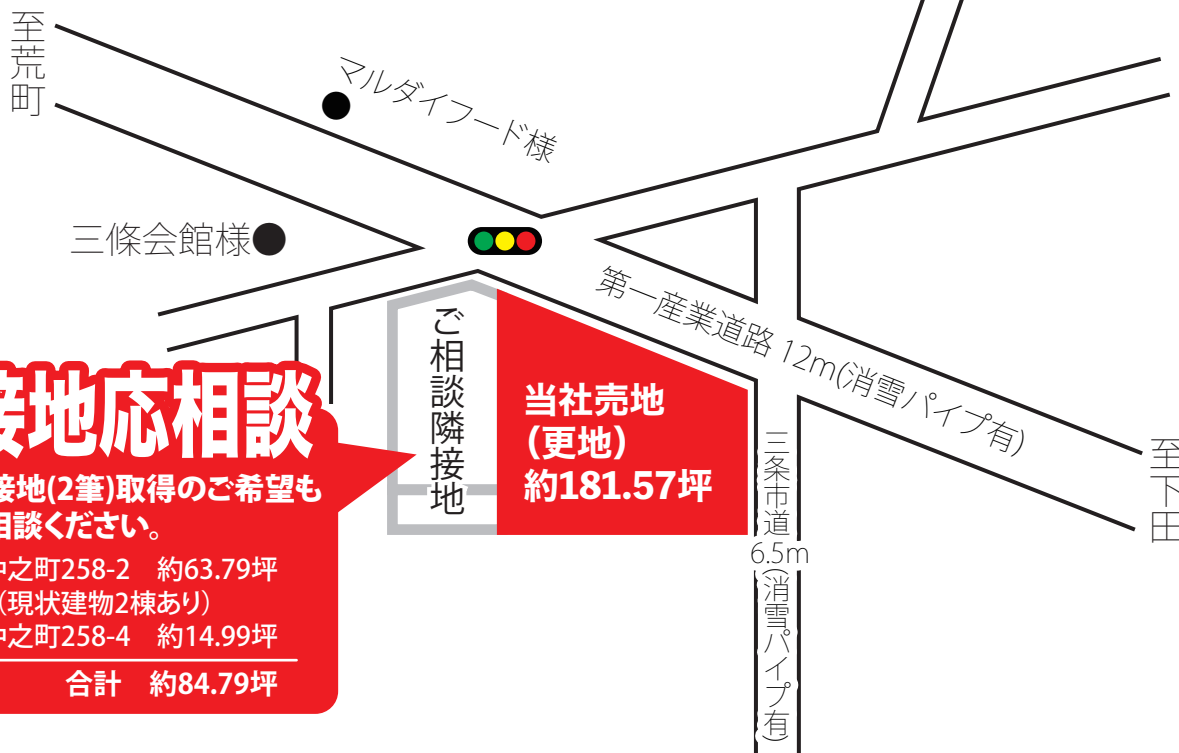 至荒町
マルダイフード様
三條会館様
第一産業道路 12m(消雪パイプ有)
ご相談隣接地
当社売地
(更地)
約181.57坪
三条市道
6.5m
(消雪パイプ有)
至下田
接地応相談
接地(2筆)取得のご希望も
相談ください。
中之町258-2 約63.79坪
(現状建物2棟あり)
中之町258-4 約14.99坪
合計 約84.79坪